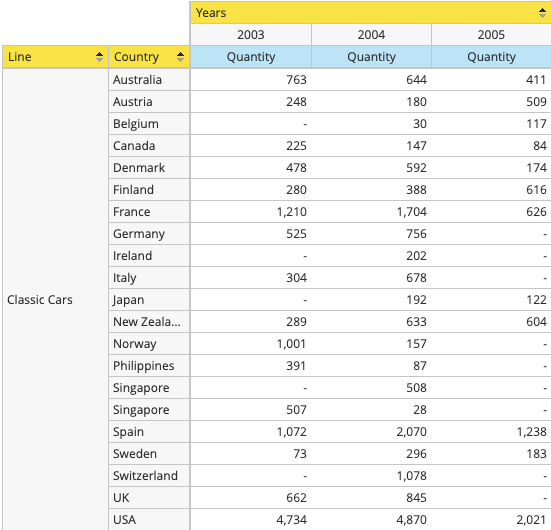 Years
2003 2004 2005
Line Country Quantity Quantity Quantity
Australia 763 644 411
Austria 248 180 509
Belgium - 30 117
Canada 225 147 84
Denmark 478 592 174
Finland 280 388 616
France 1,210 1,704 626
Germany 525 756 -
Ireland - 202 -
Italy 304 678 -
Classic Cars Japan - 192 122
New Zeala... 289 633 604
Norway 1,001 157 -
Philippines 391 87 -
Singapore - 508 -
Singapore 507 28 -
Spain 1,072 2,070 1,238
Sweden 73 296 183
Switzerland - 1,078 -
UK 662 845 -
USA 4,734 4,870 2,021